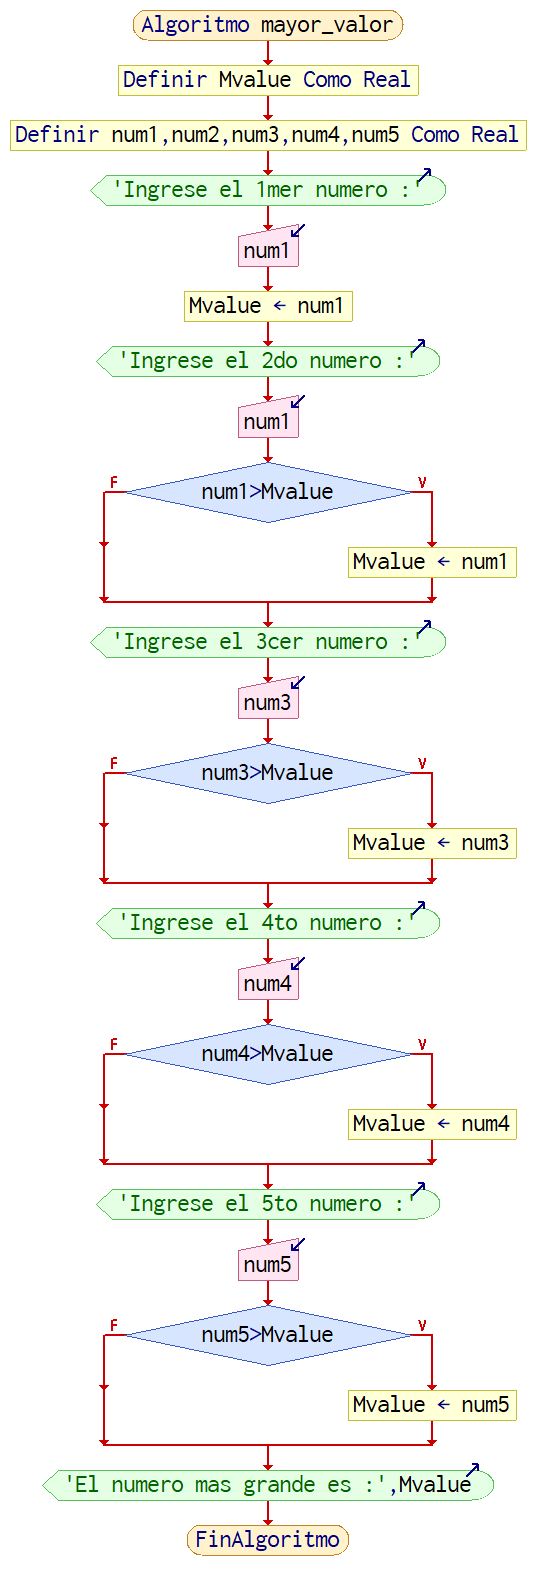 Algoritmo mayor_valor
Definir Mvalue Como Real
Definir num1,num2,num3,num4,num5 Como Real
'Ingrese el 1mer numero :'
num1
Mvalue ← num1
'Ingrese el 2do numero :'
num1
num1>Mvalue
F
V
Mvalue ← num1
'Ingrese el 3cer numero :'
num3
num3>Mvalue
F
V
Mvalue ← num3
'Ingrese el 4to numero :'
num4
num4>Mvalue
F
V
Mvalue ← num4
'Ingrese el 5to numero :'
num5
num5>Mvalue
F
V
Mvalue ← num5
'El numero mas grande es :',Mvalue
FinAlgoritmo